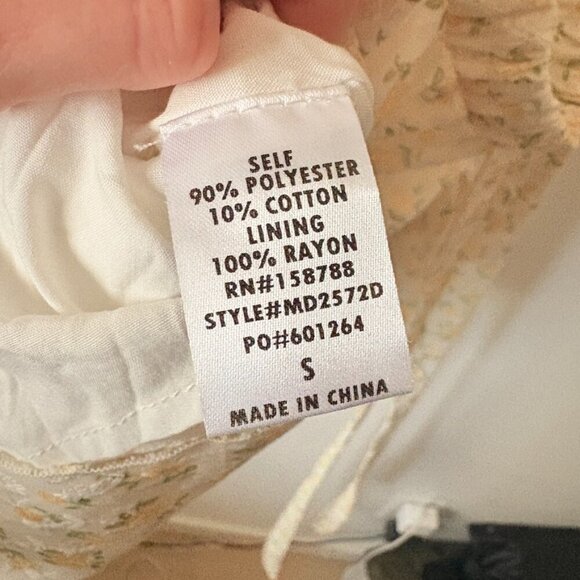 SELF
90% POLYESTER
10% COTTON
LINING
100% RAYON
RN#158788
STYLE#MD2572D
PO#601264
S
MADE IN CHINA